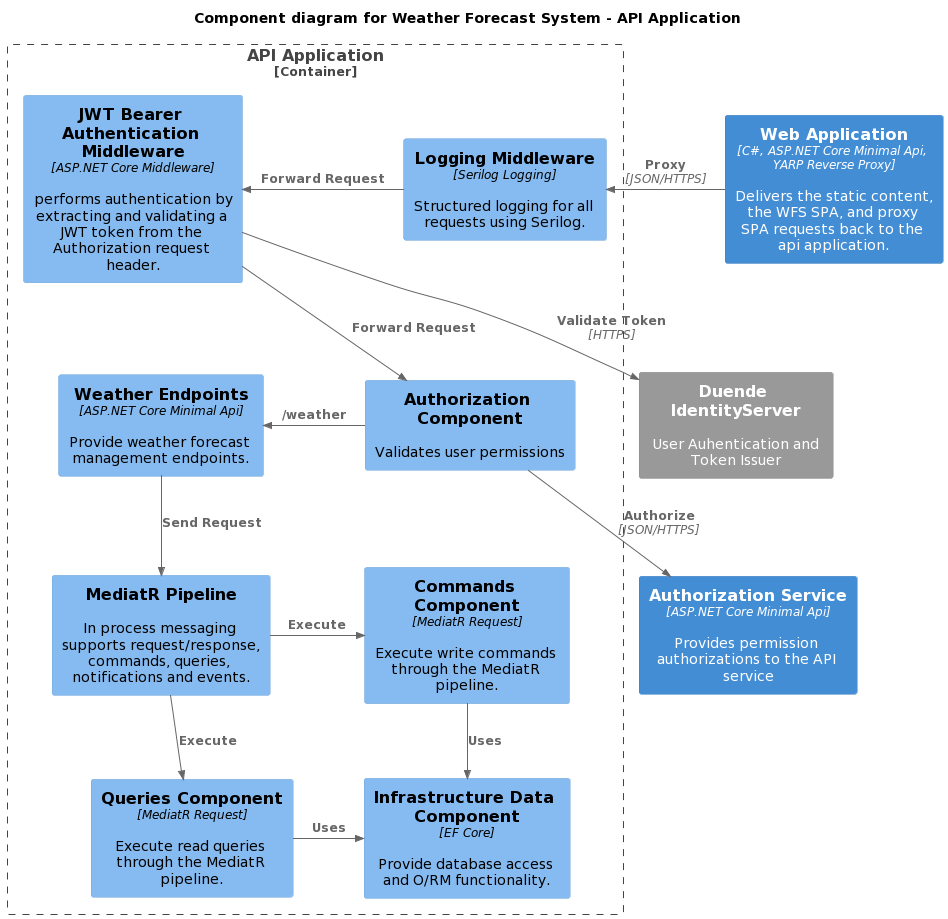 Component diagram for Weather Forecast System - API Application
API Application
[Container]
JWT Bearer
Authentication
Middleware
[ASP.NET Core Middleware]
performs authentication by
extracting and validating a
JWT token from the
Authorization request
header.
Forward Request
Logging Middleware
[Serilog Logging]
Structured logging for all
requests using Serilog.
Proxy
[JSON/HTTPS]
Web Application
[C#, ASP.NET Core Minimal Api,
YARP Reverse Proxy]
Delivers the static content,
the WFS SPA, and proxy
SPA requests back to the
api application.
Forward Request
Validate Token
[HTTPS]
Weather Endpoints
[ASP.NET Core Minimal Api]
Provide weather forecast
management endpoints.
/weather
Authorization
Component
Validates user permissions
Duende
IdentityServer
User Auhentication and
Token Issuer
Send Request
Authorize
[JSON/HTTPS]
MediatR Pipeline
In process messaging
supports request/response,
commands, queries,
notifications and events.
Execute
Commands
Component
[MediatR Request]
Execute write commands
through the MediatR
pipeline.
Authorization Service
[ASP.NET Core Minimal Api]
Provides permission
authorizations to the API
service
Execute
Uses
Queries Component
[MediatR Request]
Execute read queries
through the MediatR
pipeline.
Uses
Infrastructure Data
Component
[EF Core]
Provide database access
and O/RM functionality.